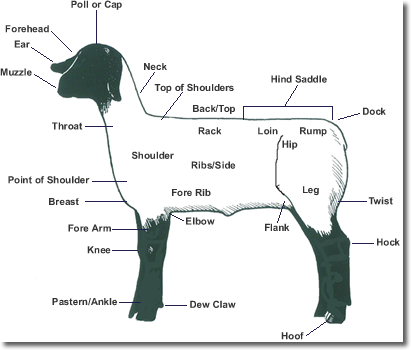 Poll or Cap
Forehead
Ear
Muzzle
Neck
Top of Shoulders
Hind Saddle
Back/Top
Dock
Throat
Rack
Loin
Rump
Hip
Shoulder
Ribs/Side
Point of Shoulder
Fore Rib
Leg
Breast
Twist
Elbow
Fore Arm
Flank
Knee
Hock
Pastern/Ankle
Dew Claw
Hoof